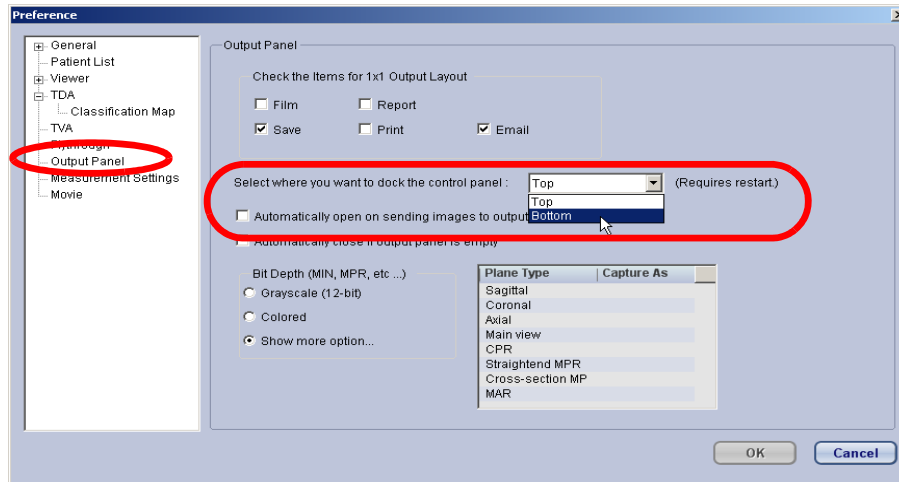 Preference
General
Patient List
Viewer
TDA
Classification Map
TVA
Flythrough
Output Panel
Measurement Settings
Movie
Output Panel
Check the Items for 1x1 Output Layout
Film Report
Save Print Email
Select where you want to dock the control panel : Top (Requires restart.)
Top
Automatically open on sending images to output Bottom
Automatically close if output panel is empty
Bit Depth (MIN, MPR, etc ...)
Grayscale (12-bit)
Colored
Show more option...
Plane Type Capture As
Sagittal
Coronal
Axial
Main view
CPR
Straightend MPR
Cross-section MP
MAR
OK Cancel